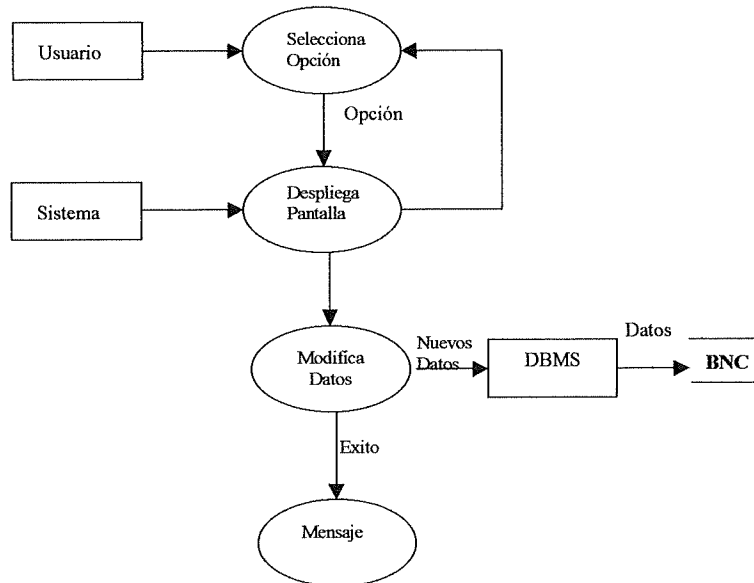 Usuario
Selecciona
Opción
Opción
Sistema
Despliega
Pantalla
Modifica
Datos
Nuevos
Datos
DBMS
Datos
BNC
Exito
Mensaje